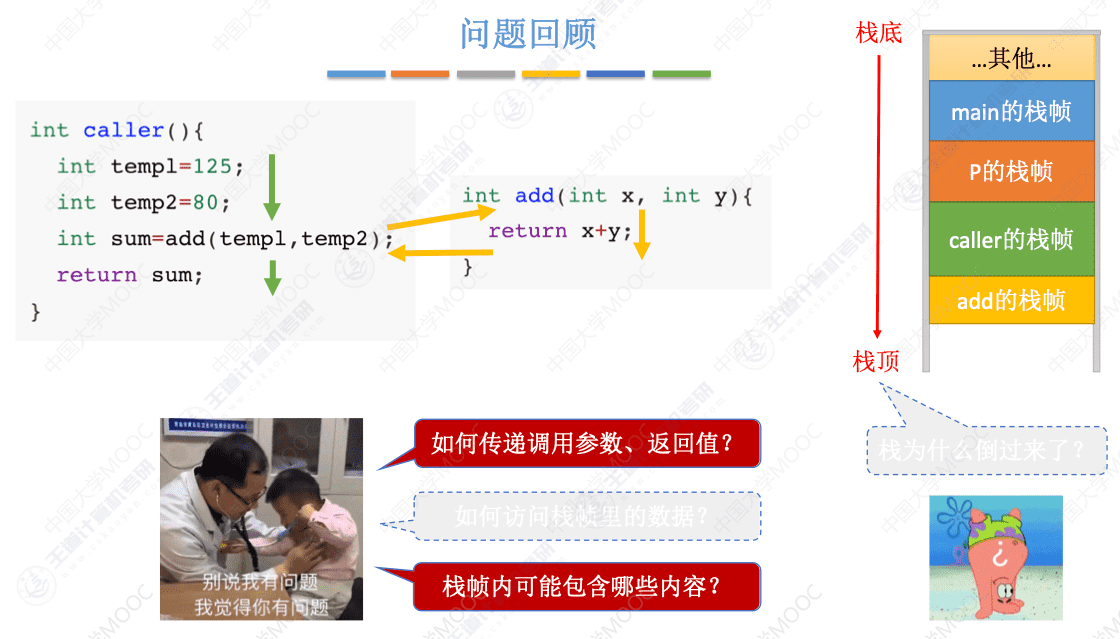 问题回顾
int caller(){
int temp1=125;
int temp2=80;
int sum=add(temp1,temp2);
return sum;
}
int add(int x, int y){
return x+y;
}
栈底
...其他...
main的栈帧
P的栈帧
caller的栈帧
add的栈帧
栈顶
如何传递调用参数、返回值？
如何访问栈帧里的数据？
栈帧内可能包含哪些内容？
栈为什么倒过来了？
别说我有问题
我觉得你有问题
¿
中国大学MOOC
王道计算机考研